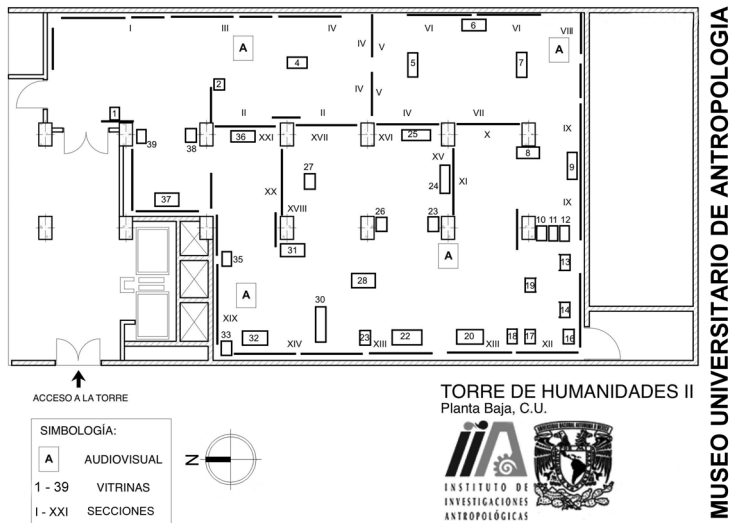 I III IV VI VI VIII
A IV V A
6
4 5 7
2 IV V
1 II II IV VII
39 38 36 XXI XVII XVI 25 X IX
8
XV 9
27 24 XI
XX
37 XVIII IX
26 23 10 11 12
31 A
35 13
28 19
A
30 14
XIX
33 32 XIV 23 XIII 22 20 XIII 18 17 XII 16
ACCESO A LA TORRE
SIMBOLOGÍA:
A AUDIOVISUAL
1 - 39 VITRINAS
I - XXI SECCIONES
N
TORRE DE HUMANIDADES II
Planta Baja, C.U.
IIA
INSTITUTO DE
INVESTIGACIONES
ANTROPOLÓGICAS
MUSEO UNIVERSITARIO DE ANTROPOLOGIA